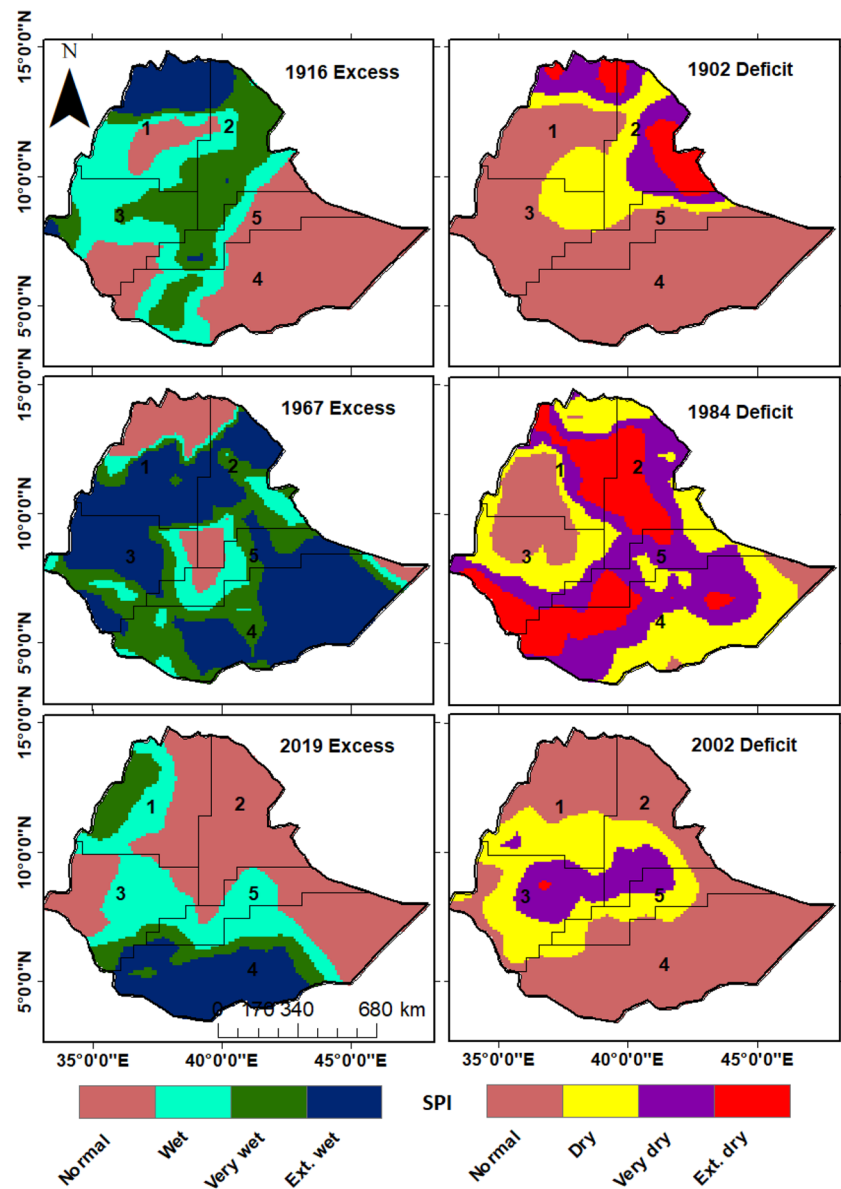 N
1916 Excess
1902 Deficit
15°0'0"N
10°0'0"N
5°0'0"N
1
2
3
5
4
1
2
3
5
4
1967 Excess
1984 Deficit
15°0'0"N
10°0'0"N
5°0'0"N
1
2
3
5
4
1
2
3
5
4
2019 Excess
2002 Deficit
15°0'0"N
10°0'0"N
5°0'0"N
1
2
3
5
4
1
2
3
5
4
0 170 340 680 km
35°0'0"E 40°0'0"E 45°0'0"E 35°0'0"E 40°0'0"E 45°0'0"E
SPI
Normal Wet Very wet Ext. wet
Normal Dry Very dry Ext. dry